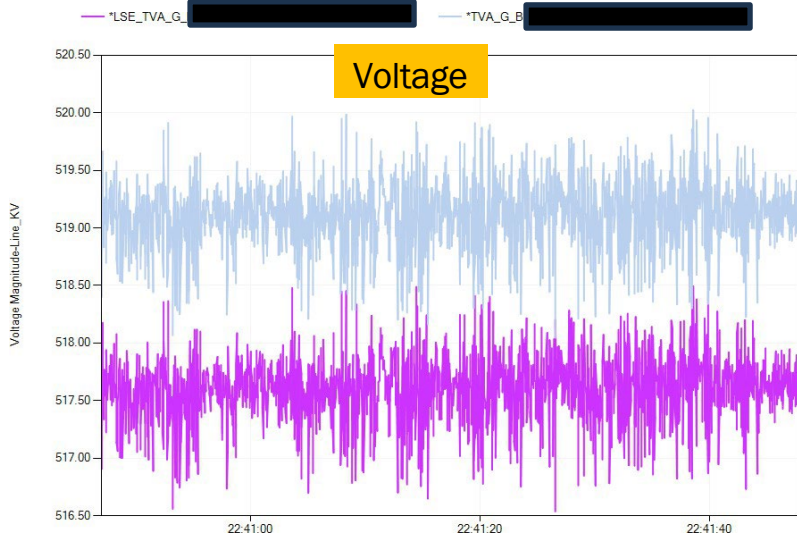 *LSE_TVA_G_ *TVA_G_B
Voltage
520.50
520.00
519.50
519.00
518.50
518.00
517.50
517.00
516.50
Voltage Magnitude-Line_KV
22:41:00 22:41:20 22:41:40